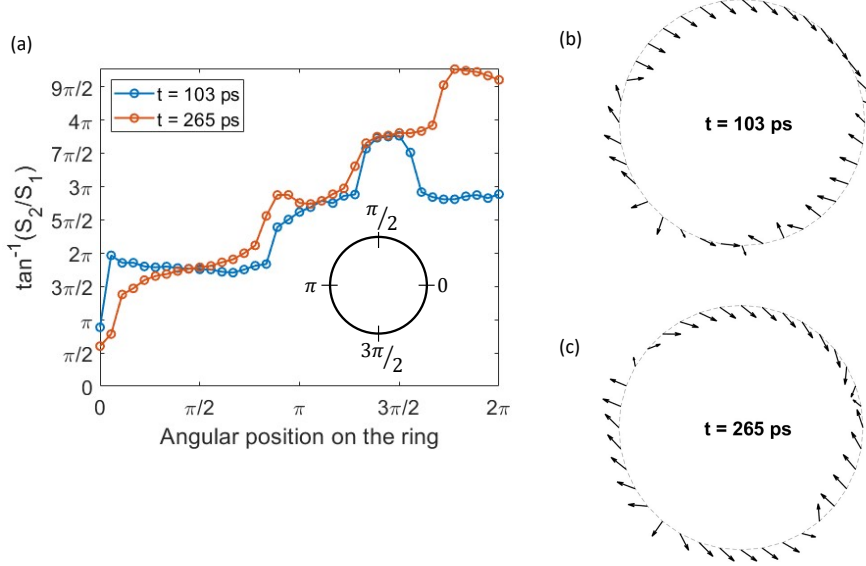 (a)
tan⁻¹(S₂/S₁)
9π/2
4π
7π/2
3π
5π/2
2π
3π/2
π
π/2
0
t = 103 ps
t = 265 ps
π/2
π
0
3π/2
0
π/2
π
3π/2
2π
Angular position on the ring
(b)
t = 103 ps
(c)
t = 265 ps